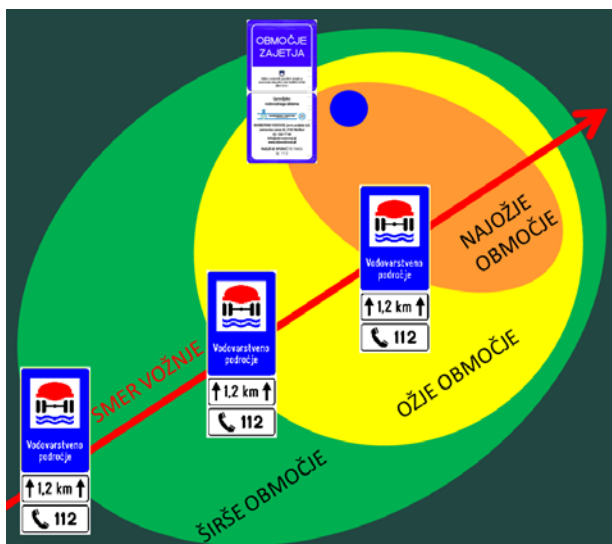 OBMOČJE
ZAJETJA
SMER VOŽNJE
NAJOŽJE
OBMOČJE
OŽJE OBMOČJE
ŠIRŠE OBMOČJE
Vodovarstveno
področje
1,2 km
112
Vodovarstveno
področje
1,2 km
112
Vodovarstveno
področje
1,2 km
112